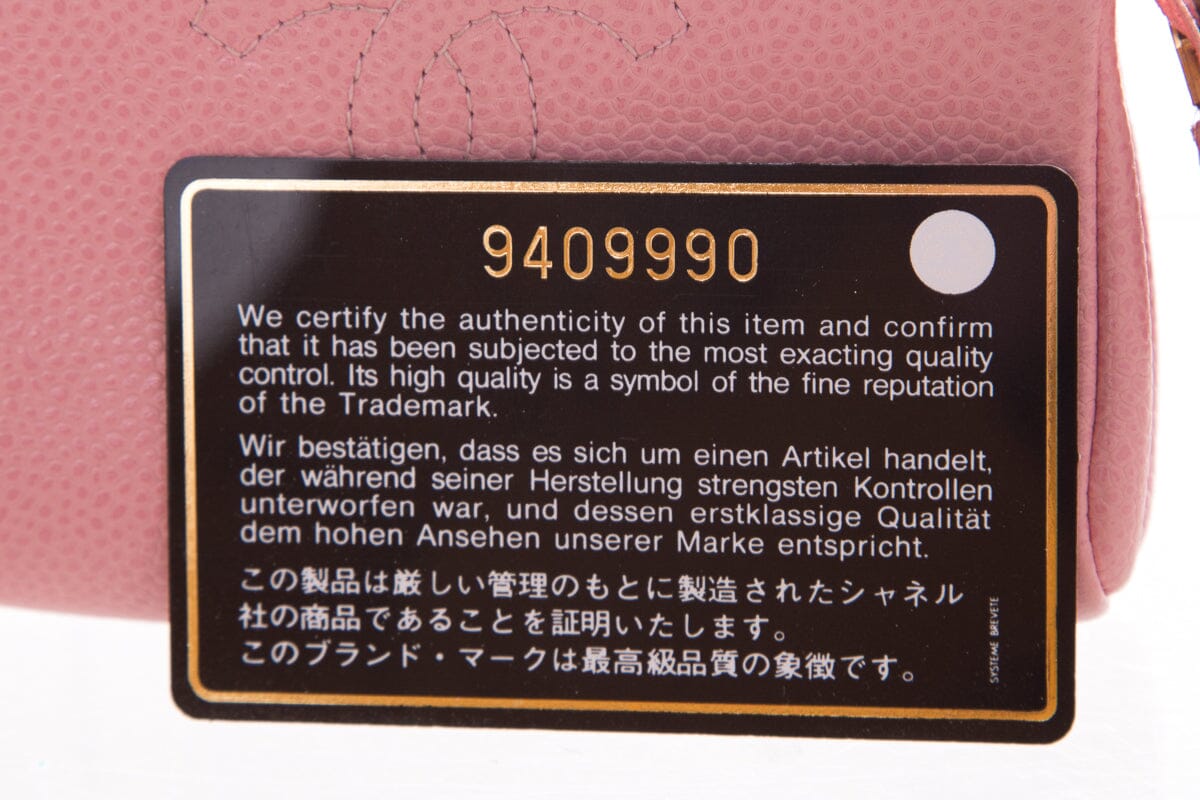 9409990
We certify the authenticity of this item and confirm
that it has been subjected to the most exacting quality
control. Its high quality is a symbol of the fine reputation
of the Trademark.
Wir bestätigen, dass es sich um einen Artikel handelt,
der während seiner Herstellung strengsten Kontrollen
unterworfen war, und dessen erstklassige Qualität
dem hohen Ansehen unserer Marke entspricht.
この製品は厳しい管理のもとに製造されたシャネル
社の商品であることを証明いたします。
このブランド・マークは最高級品質の象徴です。
SYSTEME BREVETE